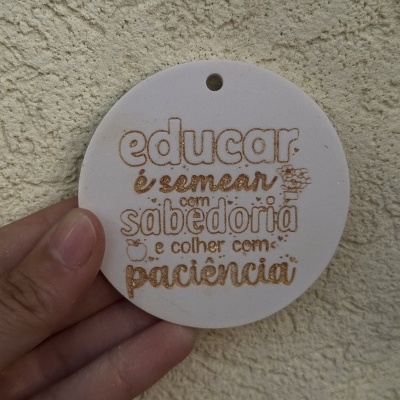 educar
é semear
com
sabedoria
e colher com
paciência